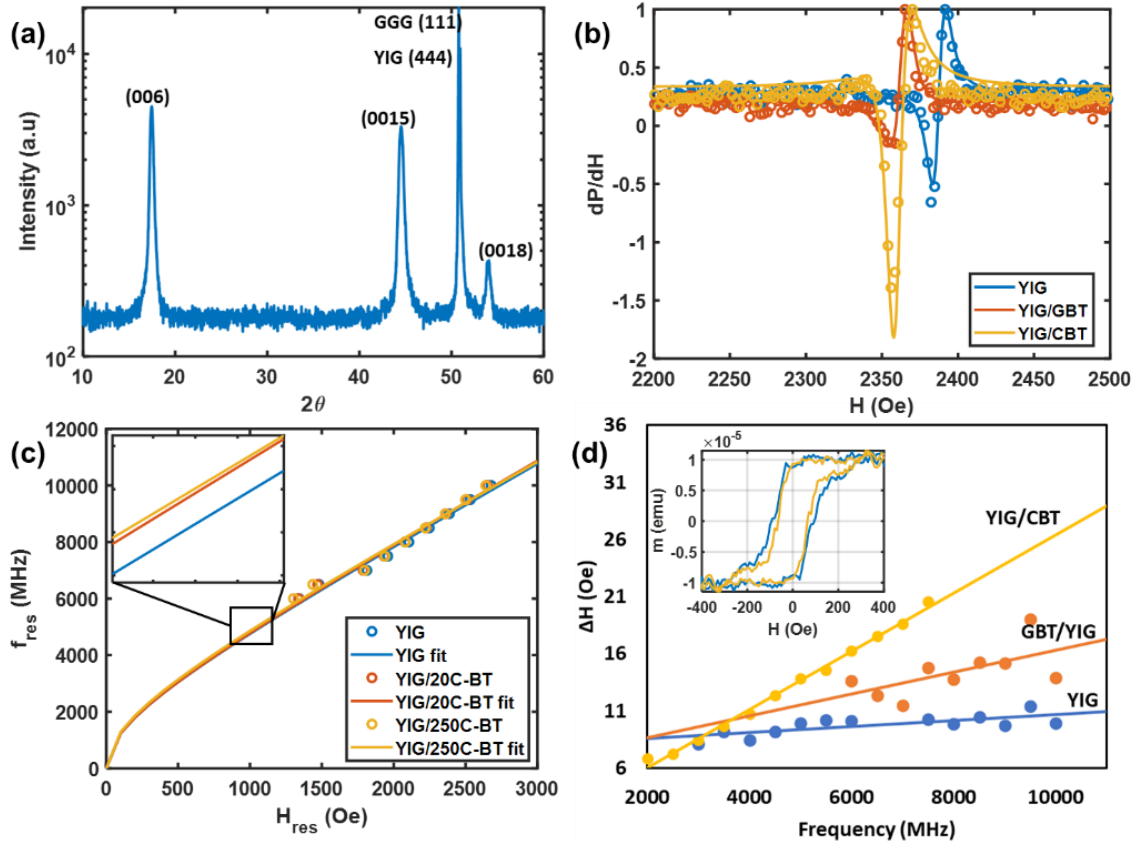 (a)
GGG (111)
YIG (444)
(006)
(0015)
(0018)
Intensity (a.u)
10^4
10^3
10^2
10 20 30 40 50 60
2θ
(b)
dP/dH
1
0.5
0
-0.5
-1
-1.5
-2
YIG
YIG/GBT
YIG/CBT
2200 2250 2300 2350 2400 2450 2500
H (Oe)
(c)
f_res (MHz)
12000
10000
8000
6000
4000
2000
0
YIG
YIG fit
YIG/20C-BT
YIG/20C-BT fit
YIG/250C-BT
YIG/250C-BT fit
0 500 1000 1500 2000 2500 3000
H_res (Oe)
(d)
ΔH (Oe)
36
31
26
21
16
11
6
×10^-5
m (emu)
1
0.5
0
-0.5
-1
-400 -200 0 200 400
H (Oe)
YIG/CBT
GBT/YIG
YIG
2000 4000 6000 8000 10000
Frequency (MHz)